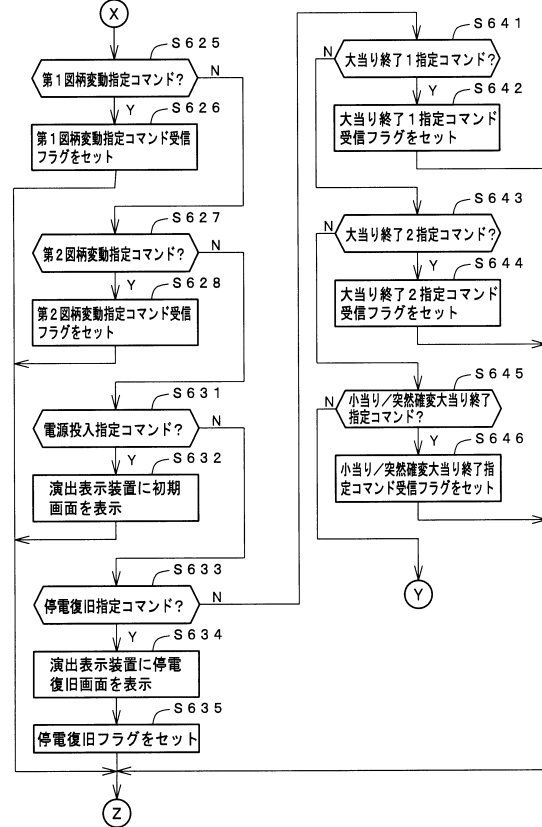 X
S625
第1図柄変動指定コマンド?
N
Y
S626
第1図柄変動指定コマンド受信
フラグをセット
S627
第2図柄変動指定コマンド?
N
Y
S628
第2図柄変動指定コマンド受信
フラグをセット
S631
電源投入指定コマンド?
N
Y
S632
演出表示装置に初期
画面を表示
S633
停電復旧指定コマンド?
N
Y
S634
演出表示装置に停電
復旧画面を表示
S635
停電復旧フラグをセット
Z
S641
N
大当り終了1指定コマンド?
Y
S642
大当り終了1指定コマンド
受信フラグをセット
S643
N
大当り終了2指定コマンド?
Y
S644
大当り終了2指定コマンド
受信フラグをセット
S645
N
小当り/突然確変大当り終了
指定コマンド?
Y
S646
小当り/突然確変大当り終了指
定コマンド受信フラグをセット
Y